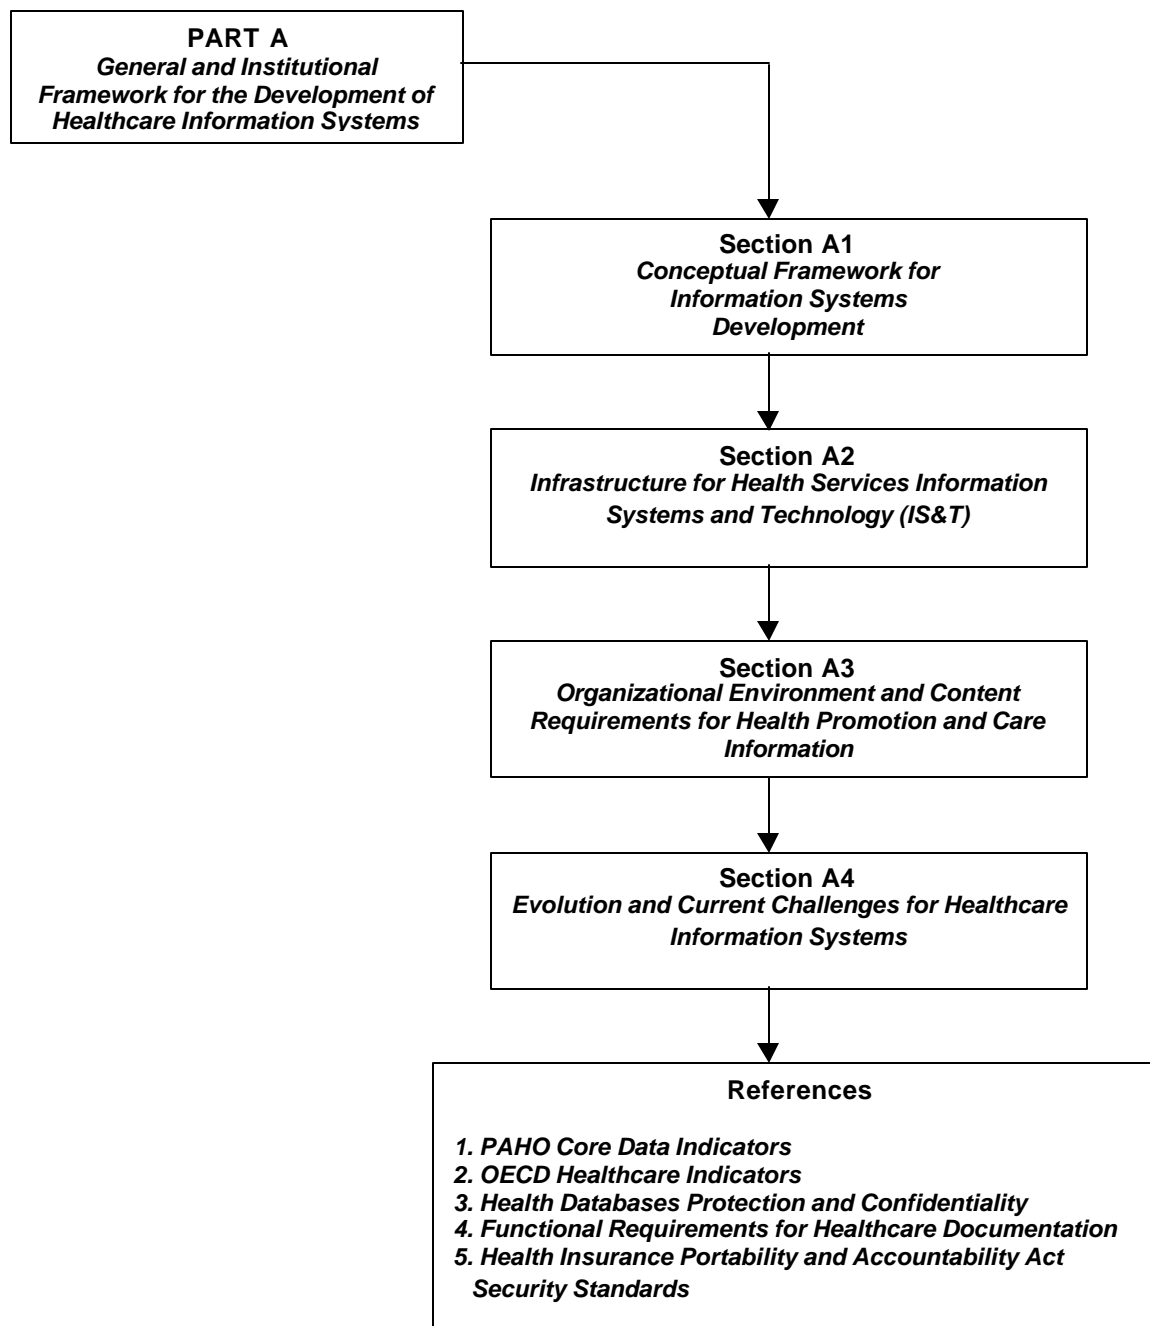 PART A
General and Institutional
Framework for the Development of
Healthcare Information Systems
Section A1
Conceptual Framework for
Information Systems
Development
Section A2
Infrastructure for Health Services Information
Systems and Technology (IS&T)
Section A3
Organizational Environment and Content
Requirements for Health Promotion and Care
Information
Section A4
Evolution and Current Challenges for Healthcare
Information Systems
References
1. PAHO Core Data Indicators
2. OECD Healthcare Indicators
3. Health Databases Protection and Confidentiality
4. Functional Requirements for Healthcare Documentation
5. Health Insurance Portability and Accountability Act
Security Standards